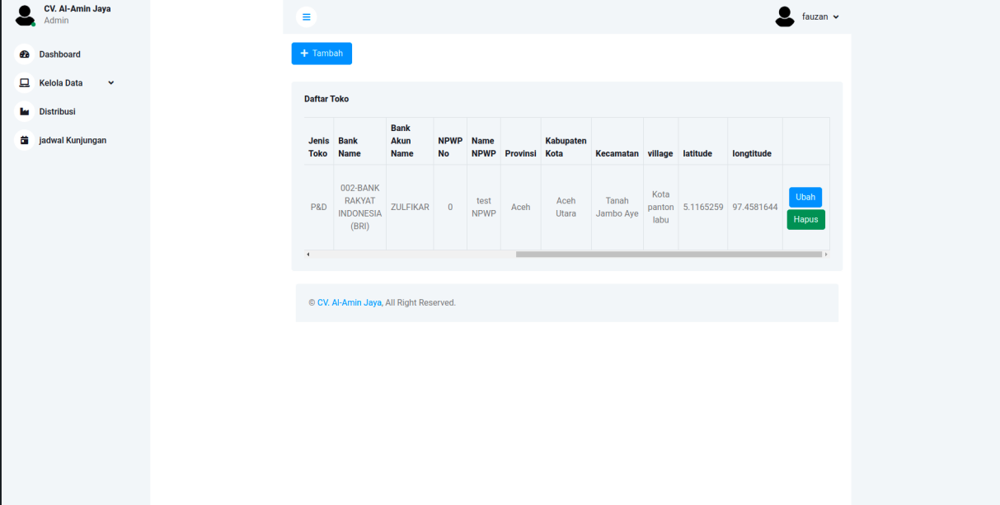 CV. Al-Amin Jaya
Admin
Dashboard
Kelola Data
Distribusi
jadwal Kunjungan
fauzan
+ Tambah
Daftar Toko
Jenis Toko
Bank Name
Bank Akun Name
NPWP No
Name NPWP
Provinsi
Kabupaten Kota
Kecamatan
village
latitude
longtitude
P&D
002-BANK RAKYAT INDONESIA (BRI)
ZULFIKAR
0
test NPWP
Aceh
Aceh Utara
Tanah Jambo Aye
Kota panton labu
5.1165259
97.4581644
Ubah
Hapus
© CV. Al-Amin Jaya, All Right Reserved.